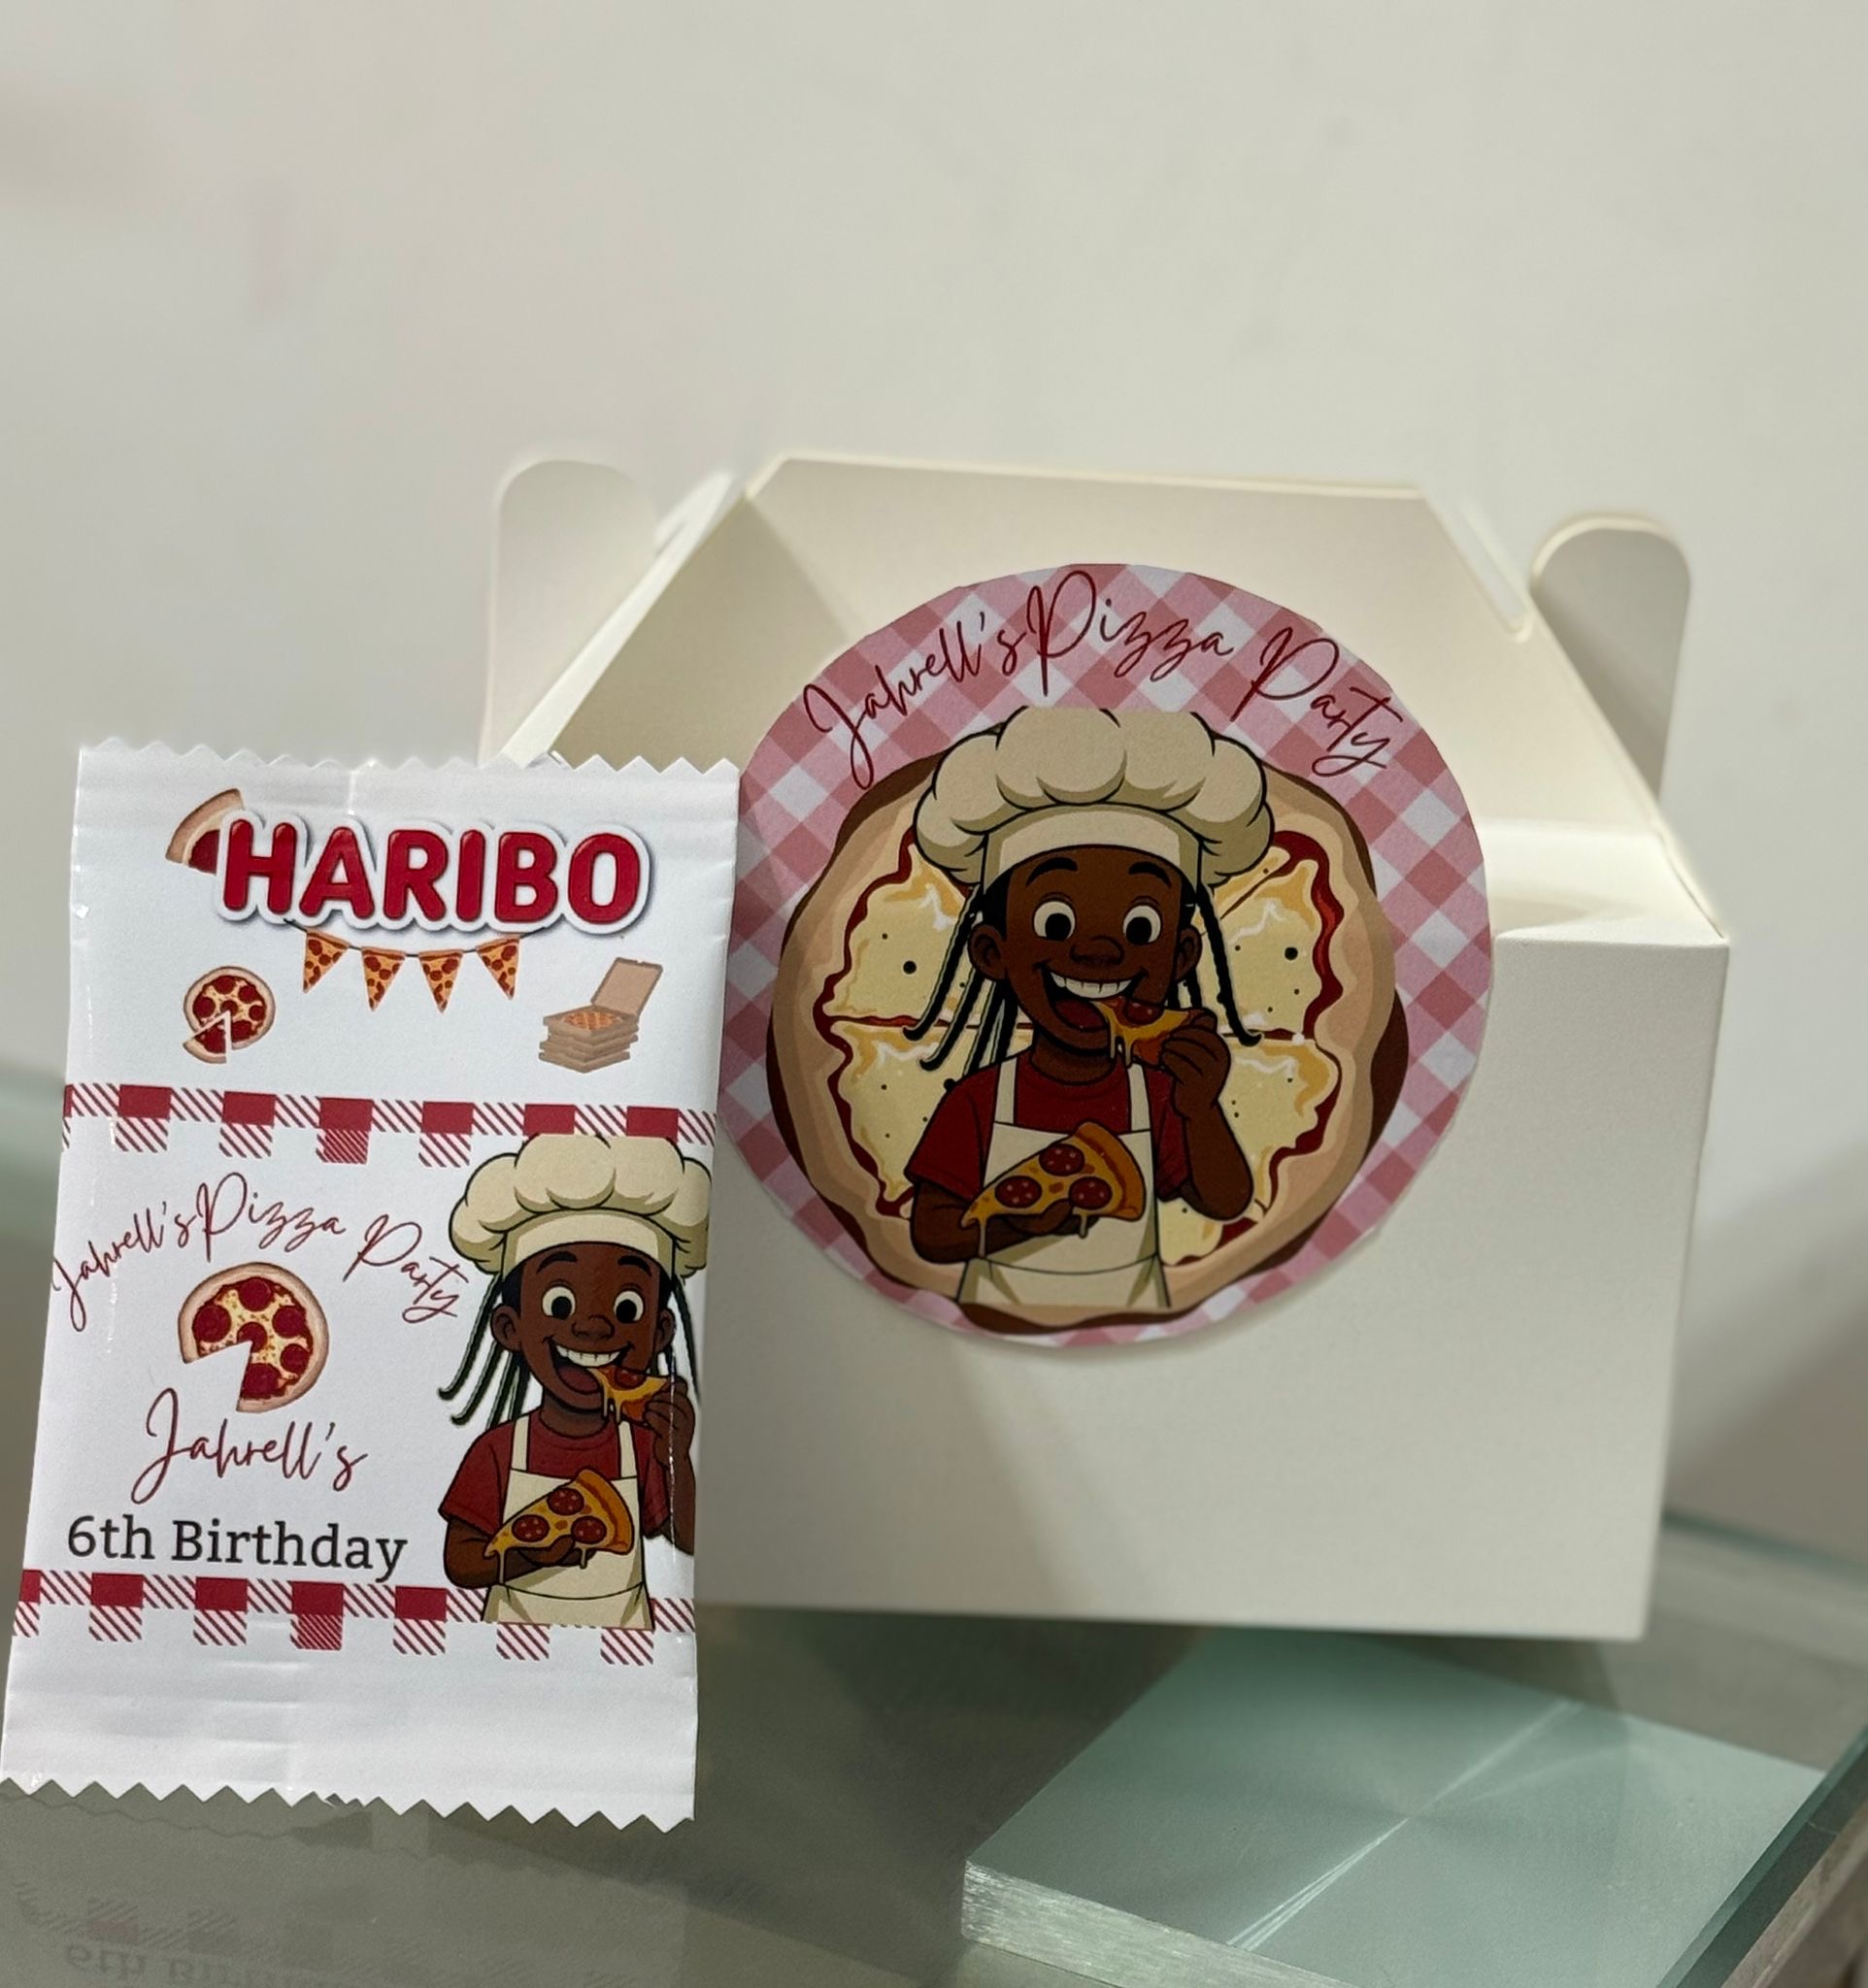 Jahrell's Pizza Party
HARIBO
Jahrell's Pizza Party
Jahrell's
6th Birthday